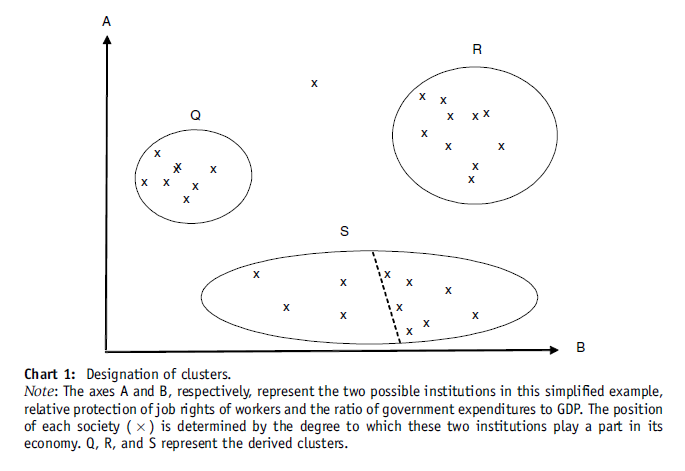 A
R
Q
S
B
Chart 1: Designation of clusters.
Note: The axes A and B, respectively, represent the two possible institutions in this simplified example,
relative protection of job rights of workers and the ratio of government expenditures to GDP. The position
of each society ( × ) is determined by the degree to which these two institutions play a part in its
economy. Q, R, and S represent the derived clusters.